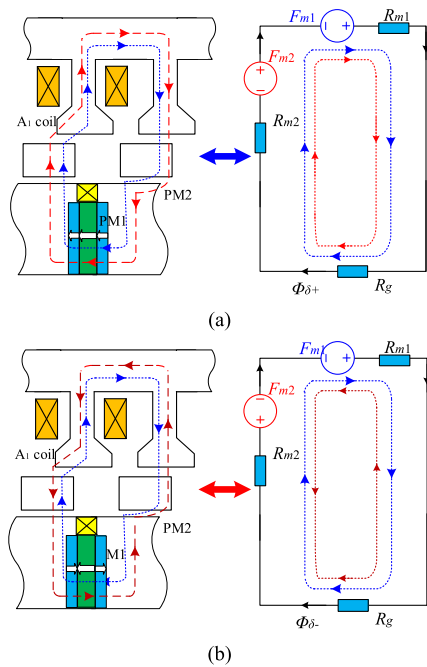 Fm1
Rm1
Fm2
+
−
A1 coil
Rm2
PM2
PM1
Φδ+
Rg
(a)
Fm1
Rm1
Fm2
−
+
A1 coil
Rm2
PM2
M1
Φδ-
Rg
(b)